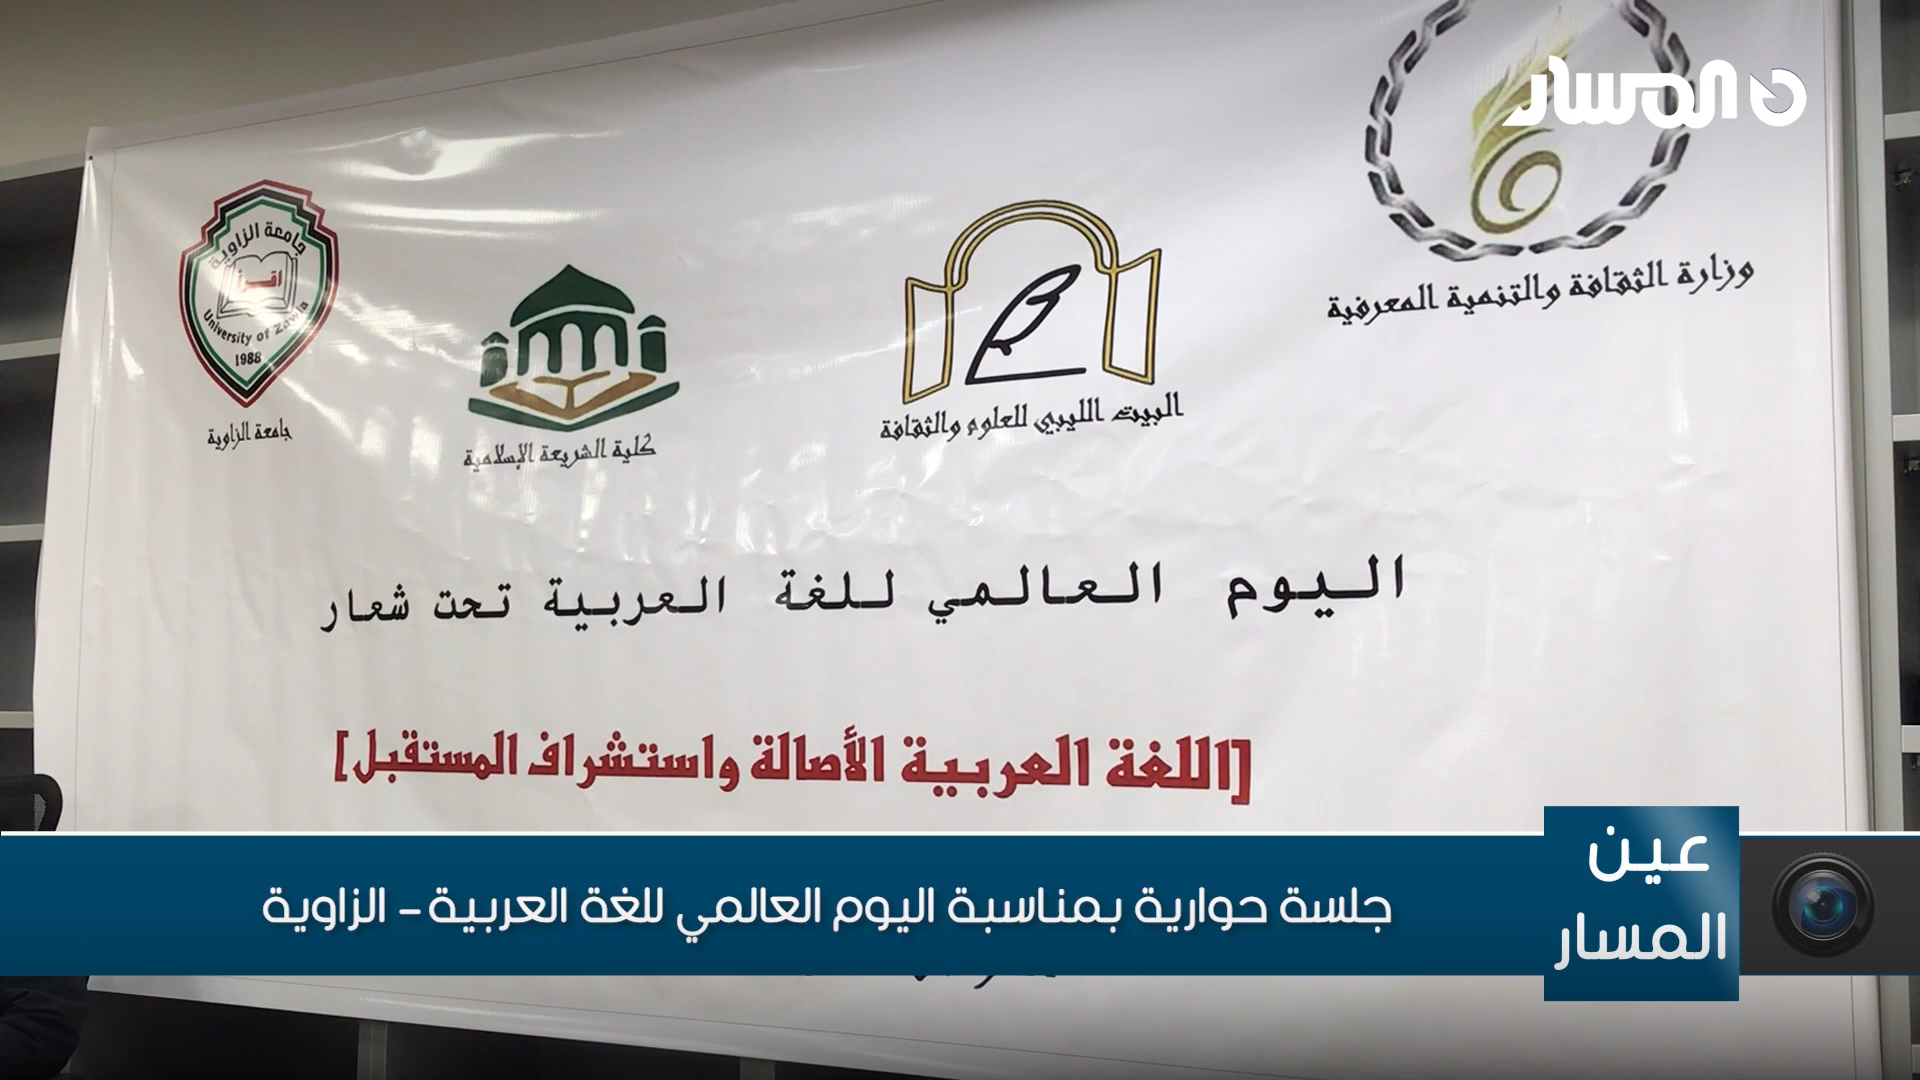 المسار
وزارة الثقافة والتنمية المعرفية
البيت الليبي للعلوم والثقافة
كلية الشريعة الإسلامية
جامعة الزاوية
اقرأ
University of Zawia
1988
جامعة الزاوية
اليوم العالمي للغة العربية تحت شعار
[اللغة العربية الأصالة واستشراف المستقبل]
عين
المسار
جلسة حوارية بمناسبة اليوم العالمي للغة العربية - الزاوية